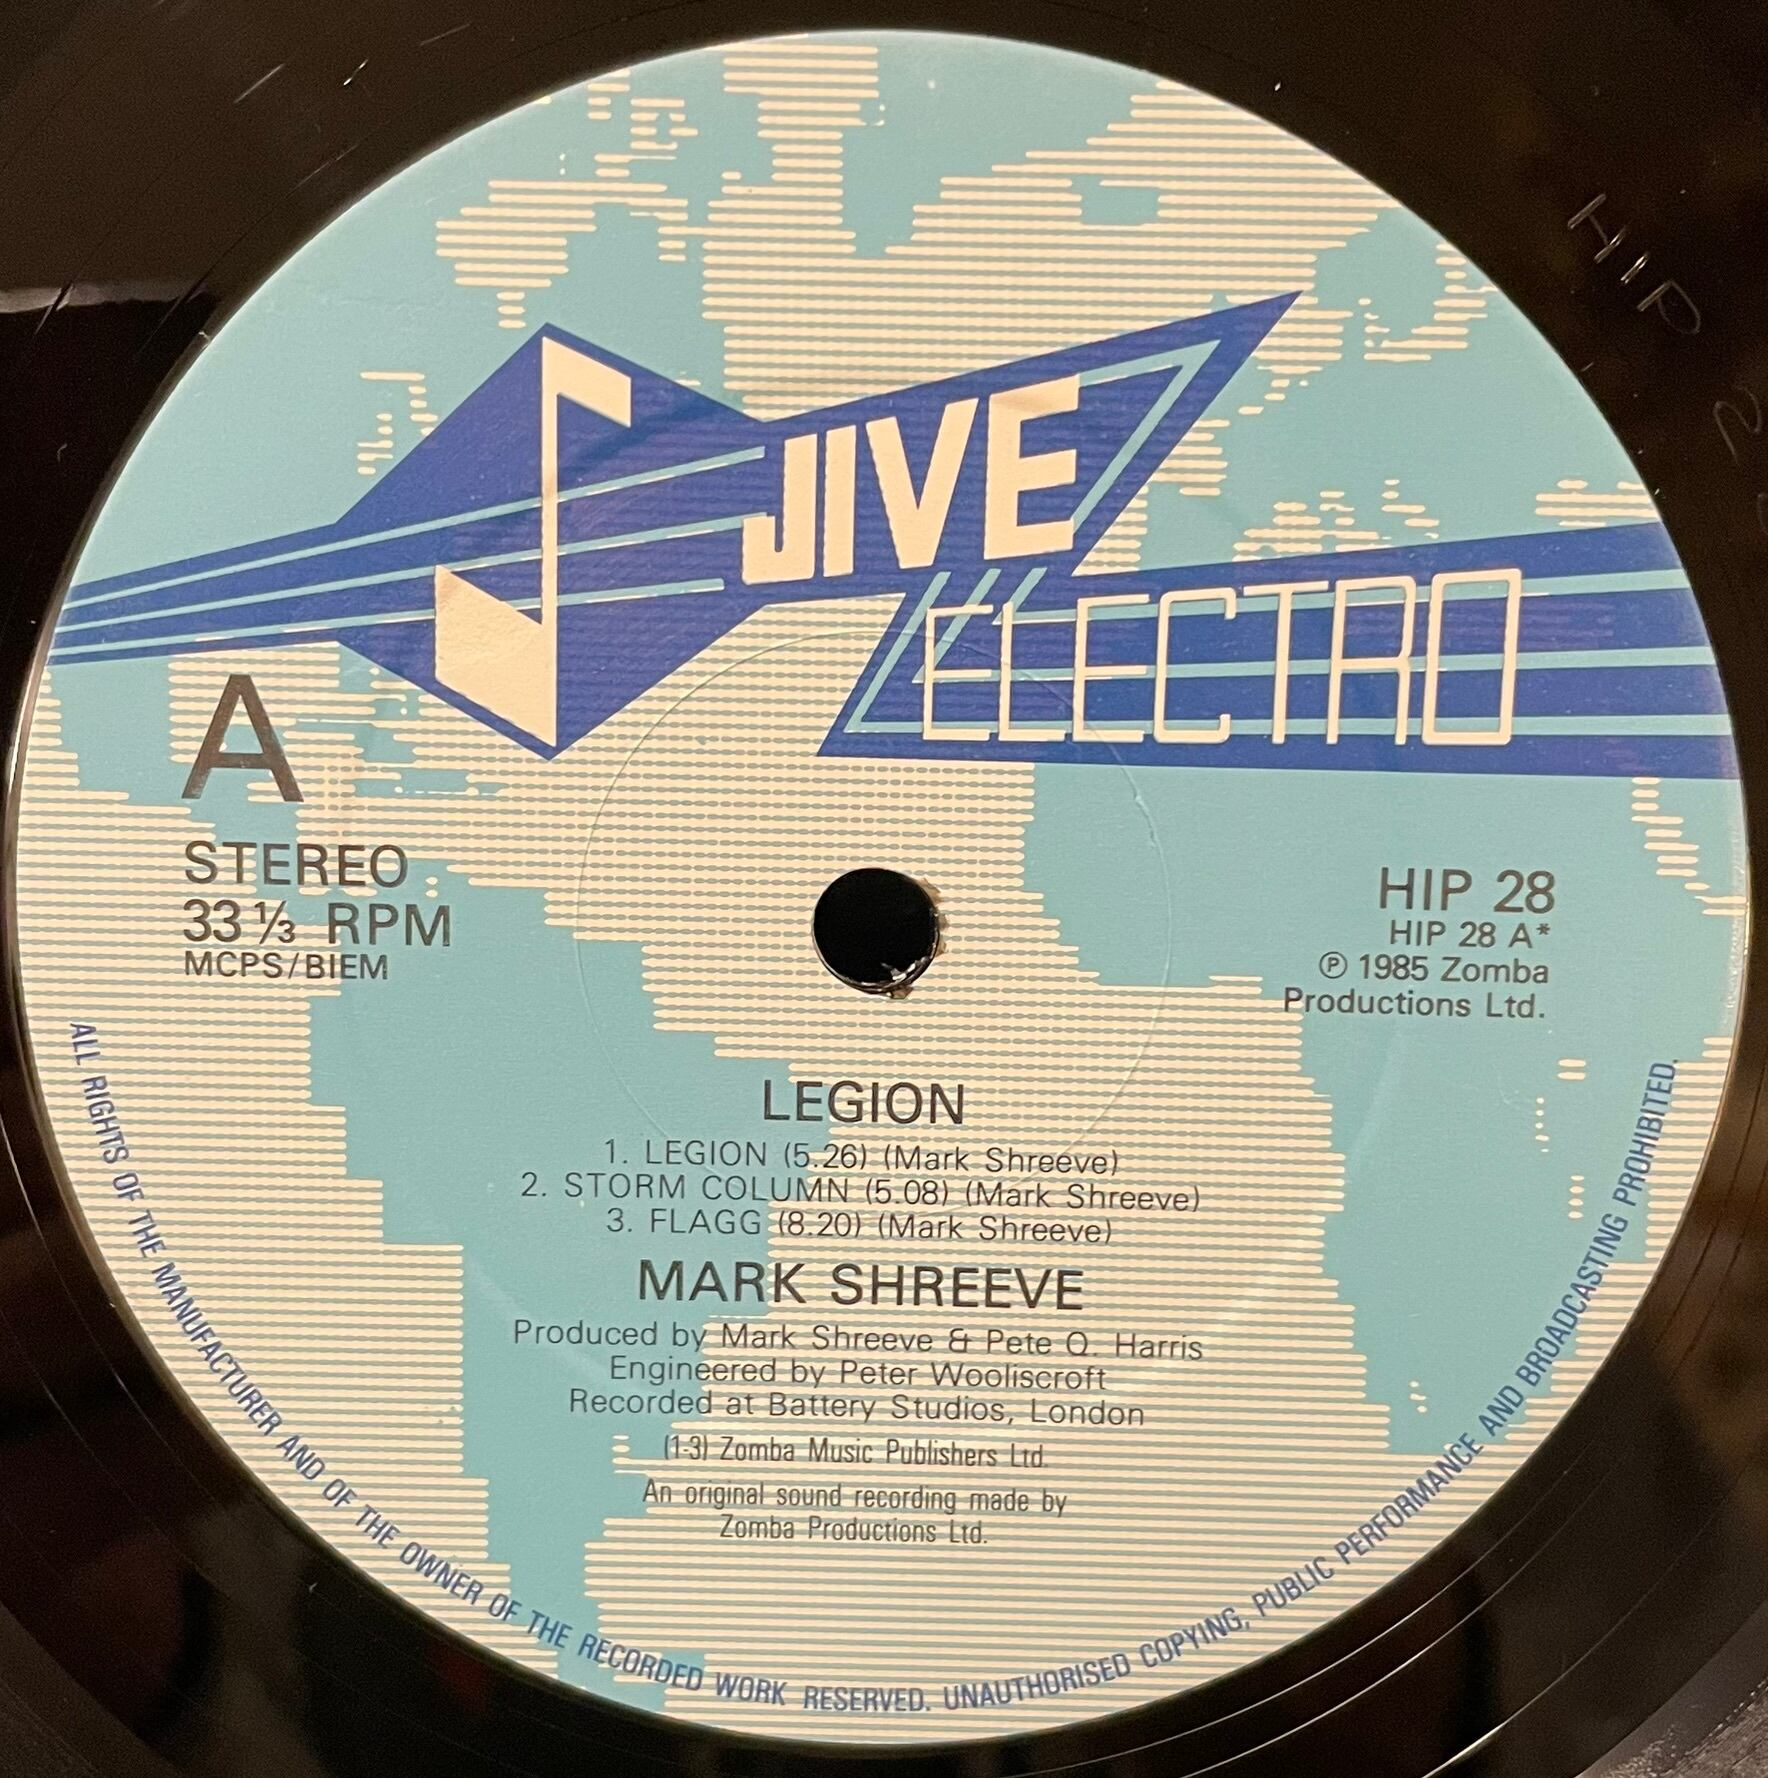 JIVE
ELECTRO
A
STEREO
33 ⅓ RPM
MCPS/BIEM
HIP 28
HIP 28 A*
Ⓟ 1985 Zomba
Productions Ltd.
LEGION
1. LEGION (5.26) (Mark Shreeve)
2. STORM COLUMN (5.08) (Mark Shreeve)
3. FLAGG (8.20) (Mark Shreeve)
MARK SHREEVE
Produced by Mark Shreeve & Pete Q. Harris
Engineered by Peter Wooliscroft
Recorded at Battery Studios, London
(1-3) Zomba Music Publishers Ltd.
An original sound recording made by
Zomba Productions Ltd.
ALL RIGHTS OF THE MANUFACTURER AND OF THE OWNER OF THE RECORDED WORK RESERVED. UNAUTHORISED COPYING, PUBLIC PERFORMANCE AND BROADCASTING PROHIBITED.
HIP